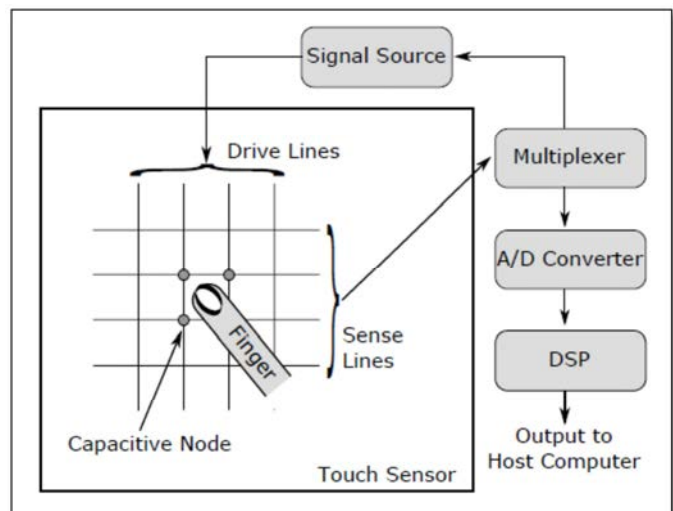 Signal Source
Drive Lines
Multiplexer
A/D Converter
Finger
Sense
Lines
DSP
Capacitive Node
Output to
Host Computer
Touch Sensor